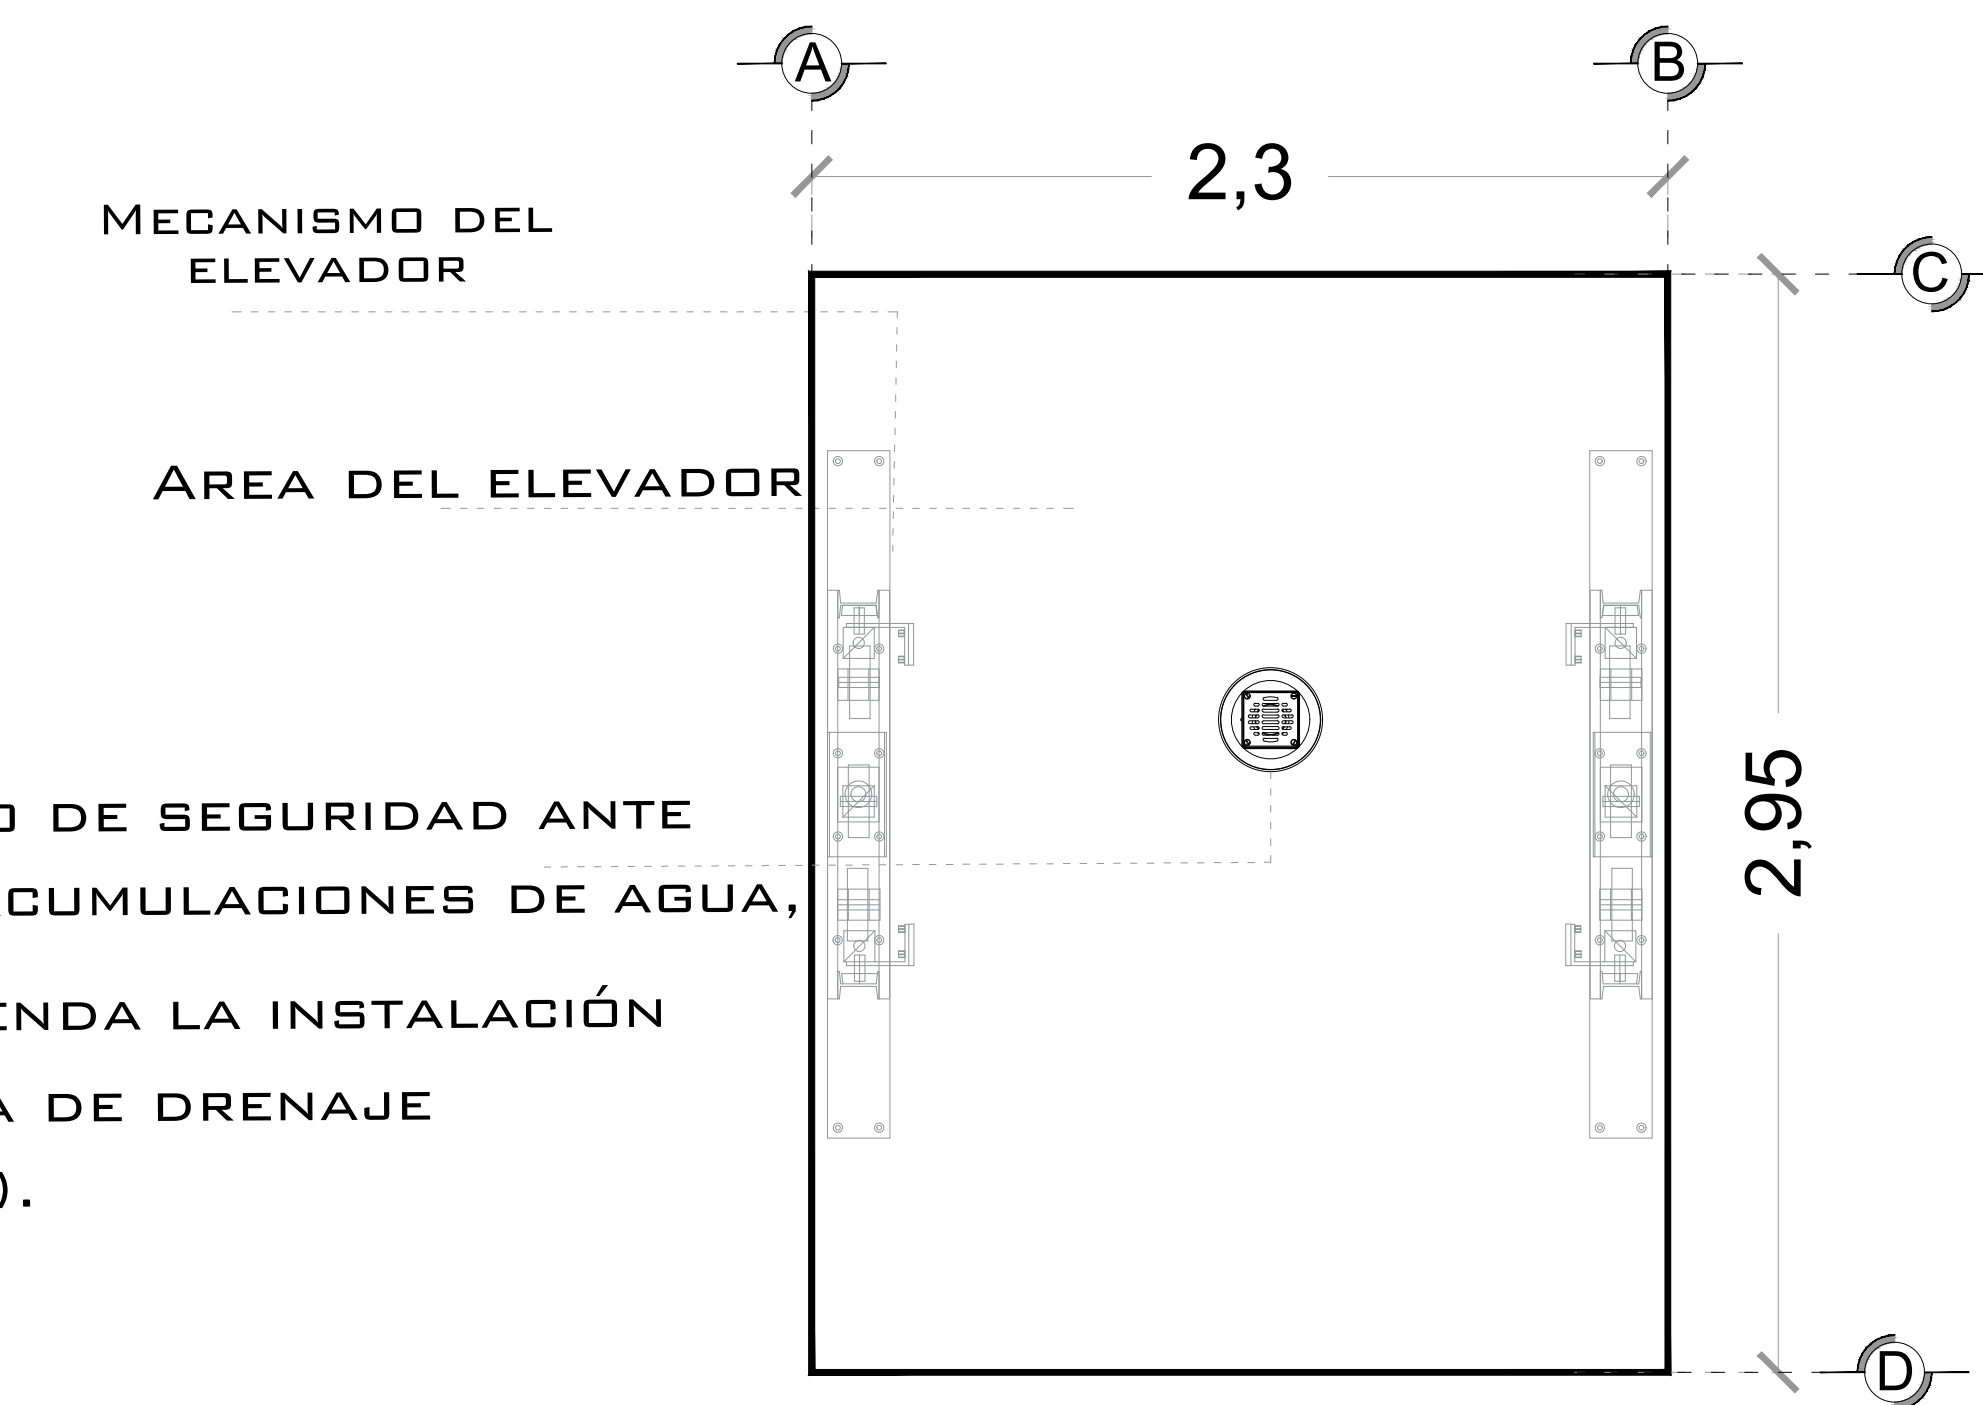 A
B
2,3
MECANISMO DEL
ELEVADOR
C
AREA DEL ELEVADOR
2,95
DE SEGURIDAD ANTE
CUMULACIONES DE AGUA,
ENDA LA INSTALACIÓN
A DE DRENAJE
).
D